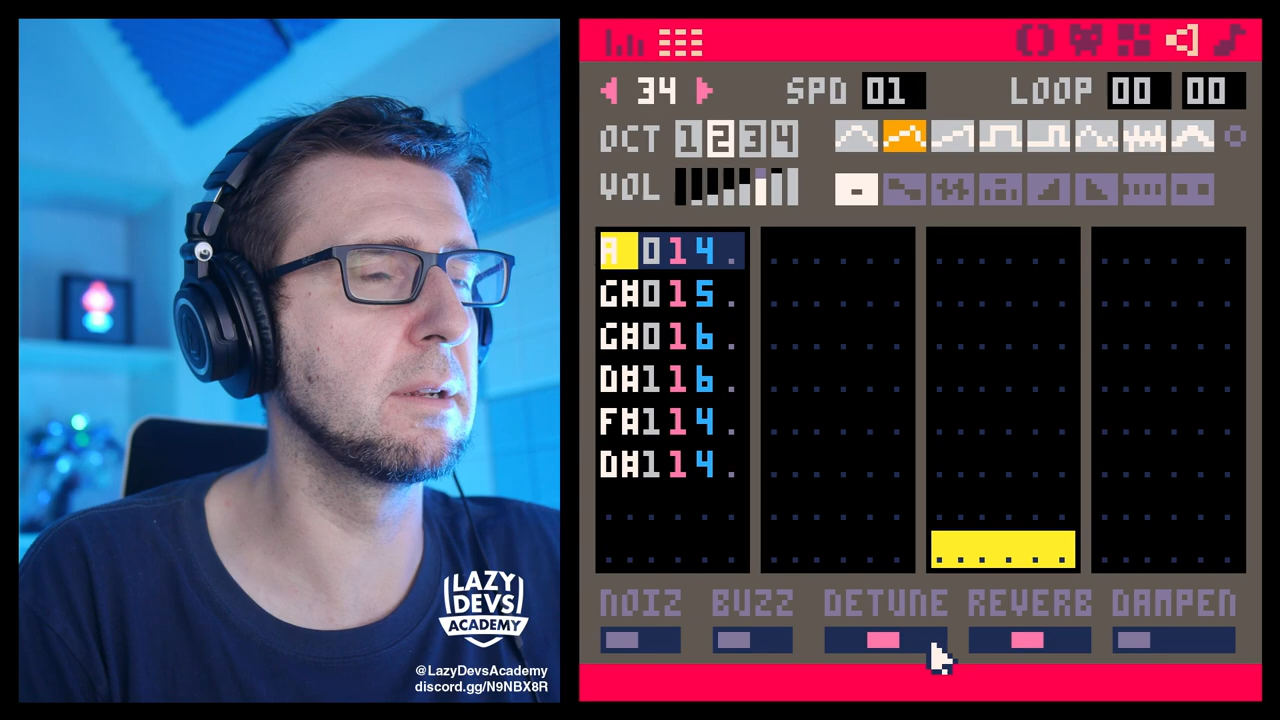 34 SPD 01 LOOP 00 00
OCT 1 2 3 4
VOL
A 0 1 4 .
G#0 1 5 .
G#0 1 6 .
D#1 1 6 .
F#1 1 4 .
D#1 1 4 .
NOIZ BUZZ DETUNE REVERB DAMPEN
LAZY
DEVS
ACADEMY
@LazyDevsAcademy
discord.gg/N9NBX8R